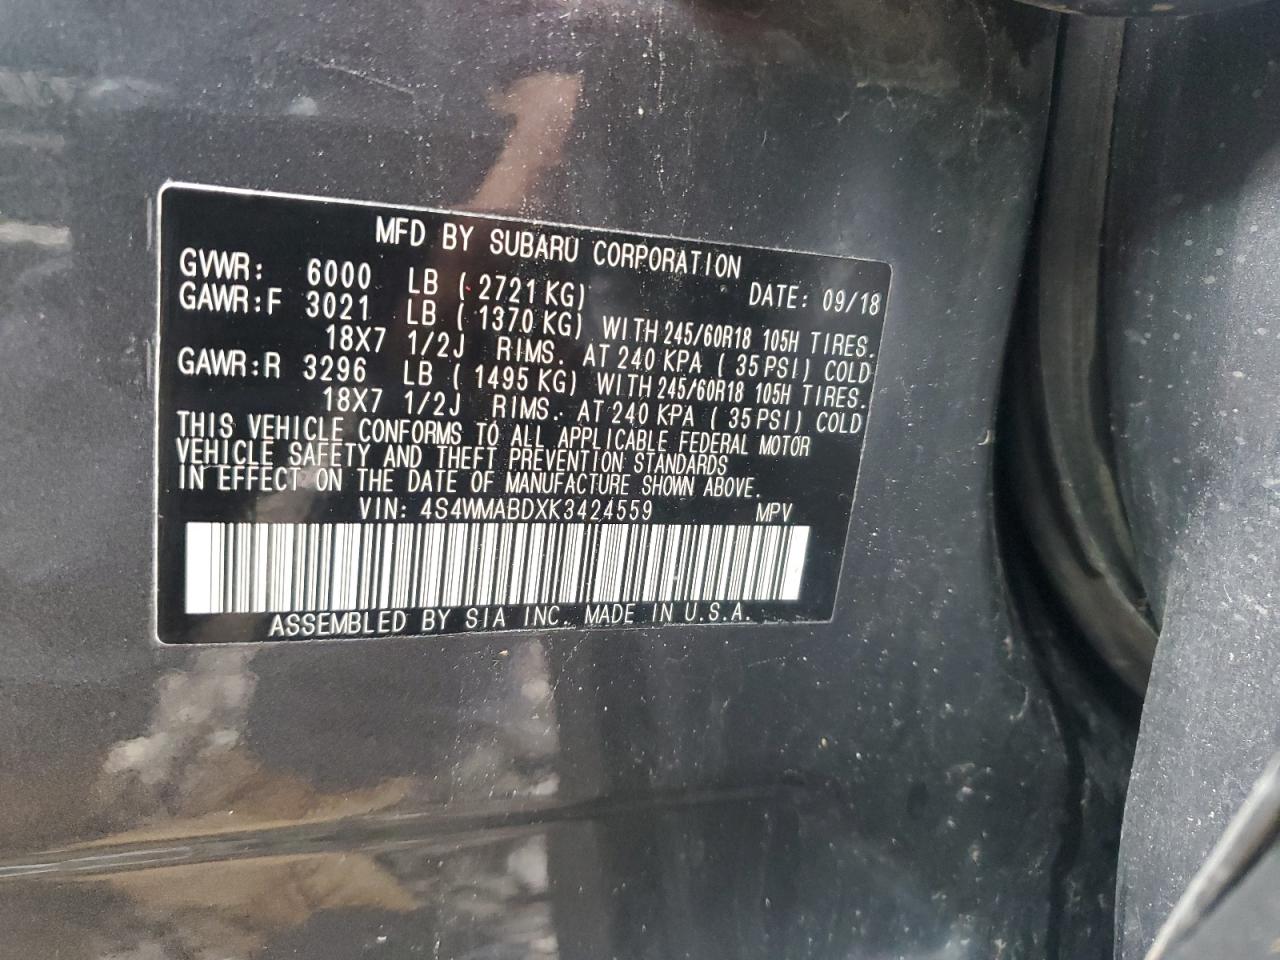 MFD BY SUBARU CORPORATION
GVWR: 6000 LB ( 2721 KG) DATE: 09/18
GAWR:F 3021 LB ( 1370 KG) WITH 245/60R18 105H TIRES.
18X7 1/2J RIMS. AT 240 KPA ( 35 PSI) COLD
GAWR:R 3296 LB ( 1495 KG) WITH 245/60R18 105H TIRES.
18X7 1/2J RIMS. AT 240 KPA ( 35 PSI) COLD
THIS VEHICLE CONFORMS TO ALL APPLICABLE FEDERAL MOTOR
VEHICLE SAFETY AND THEFT PREVENTION STANDARDS
IN EFFECT ON THE DATE OF MANUFACTURE SHOWN ABOVE.
VIN: 4S4WMABDXK3424559 MPV
ASSEMBLED BY SIA INC. MADE IN U.S.A.